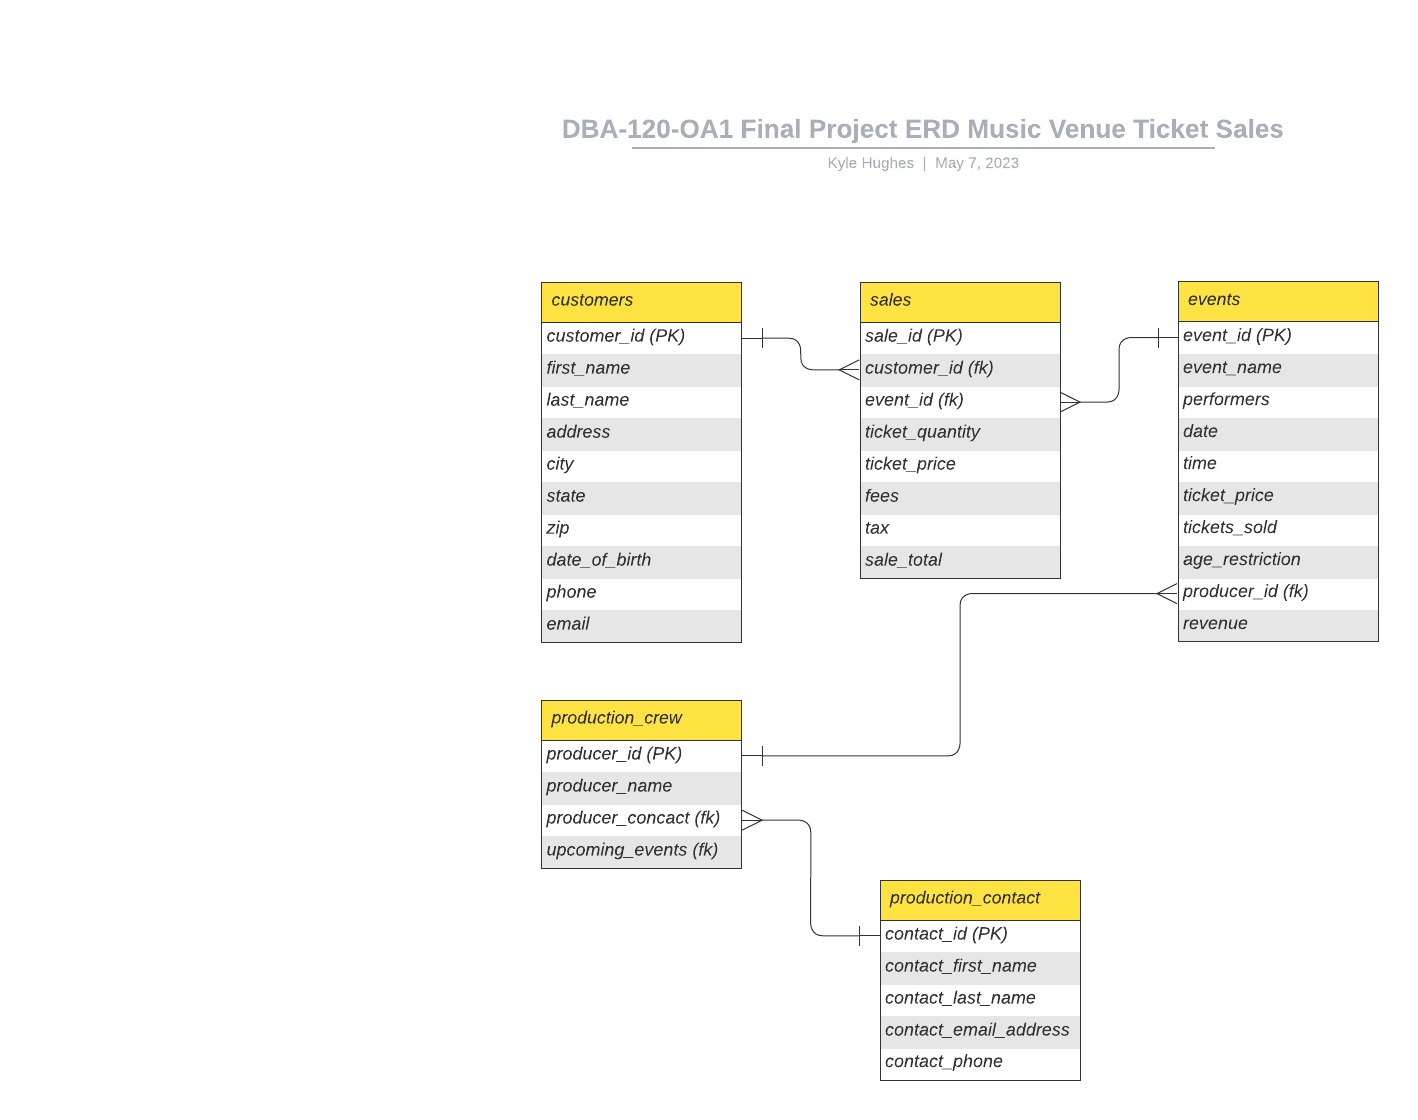 DBA-120-OA1 Final Project ERD Music Venue Ticket Sales
Kyle Hughes | May 7, 2023
customers
customer_id (PK)
first_name
last_name
address
city
state
zip
date_of_birth
phone
email
sales
sale_id (PK)
customer_id (fk)
event_id (fk)
ticket_quantity
ticket_price
fees
tax
sale_total
events
event_id (PK)
event_name
performers
date
time
ticket_price
tickets_sold
age_restriction
producer_id (fk)
revenue
production_crew
producer_id (PK)
producer_name
producer_concact (fk)
upcoming_events (fk)
production_contact
contact_id (PK)
contact_first_name
contact_last_name
contact_email_address
contact_phone